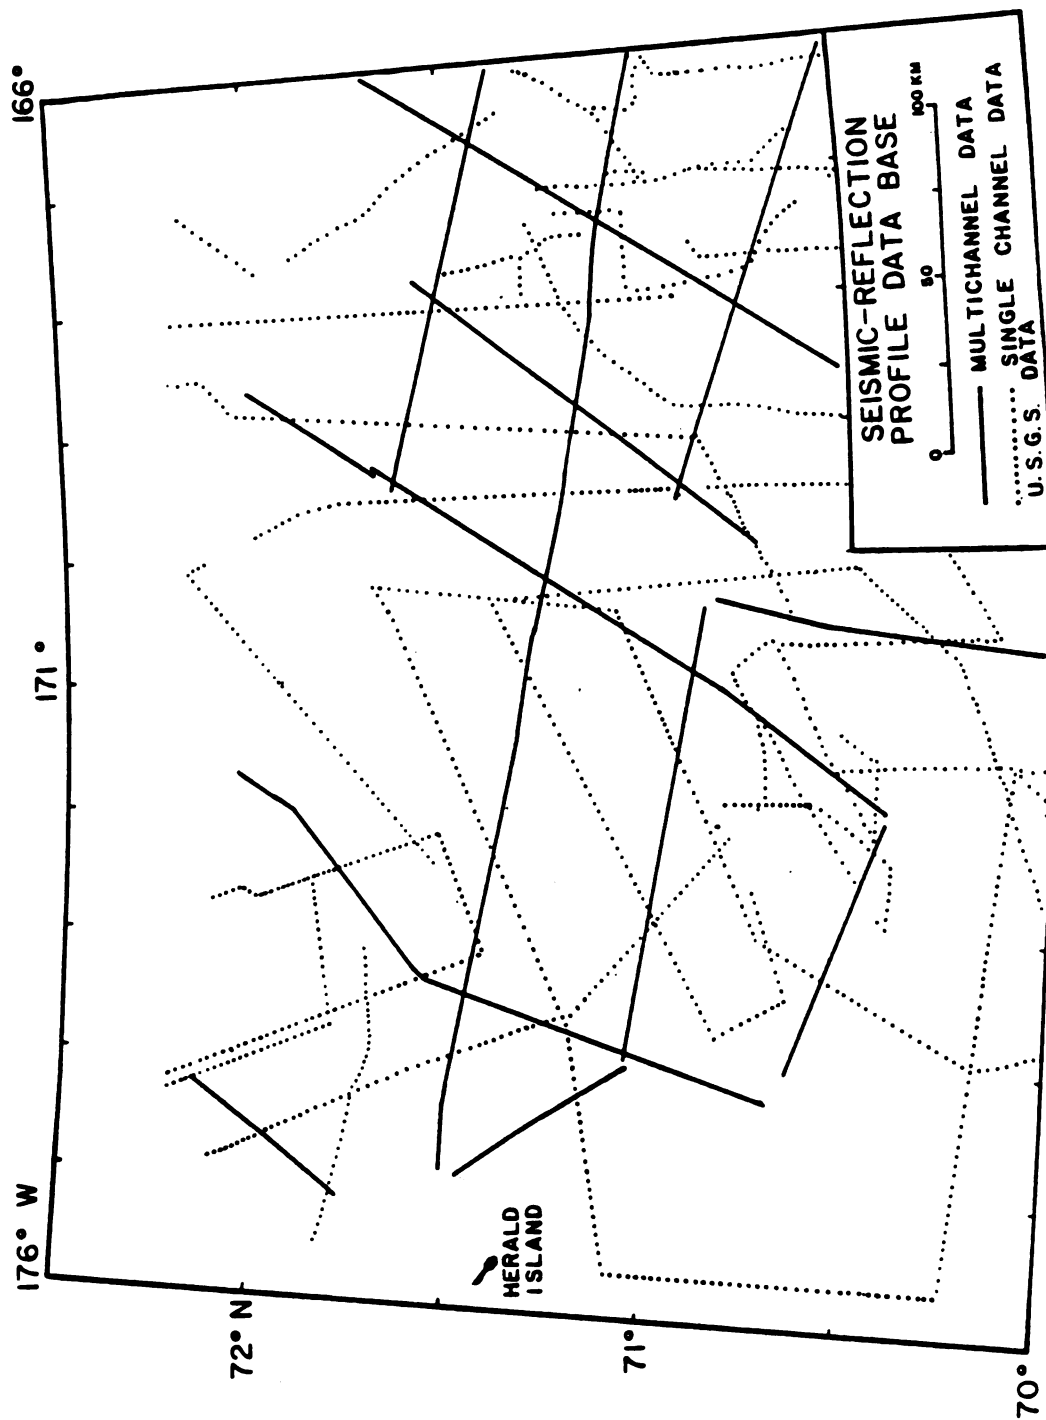 176° W
171°
166°
72° N
71°
70°
HERALD
ISLAND
SEISMIC-REFLECTION
PROFILE DATA BASE
0 50 100 KM
MULTICHANNEL DATA
SINGLE CHANNEL DATA
U.S.G.S. DATA